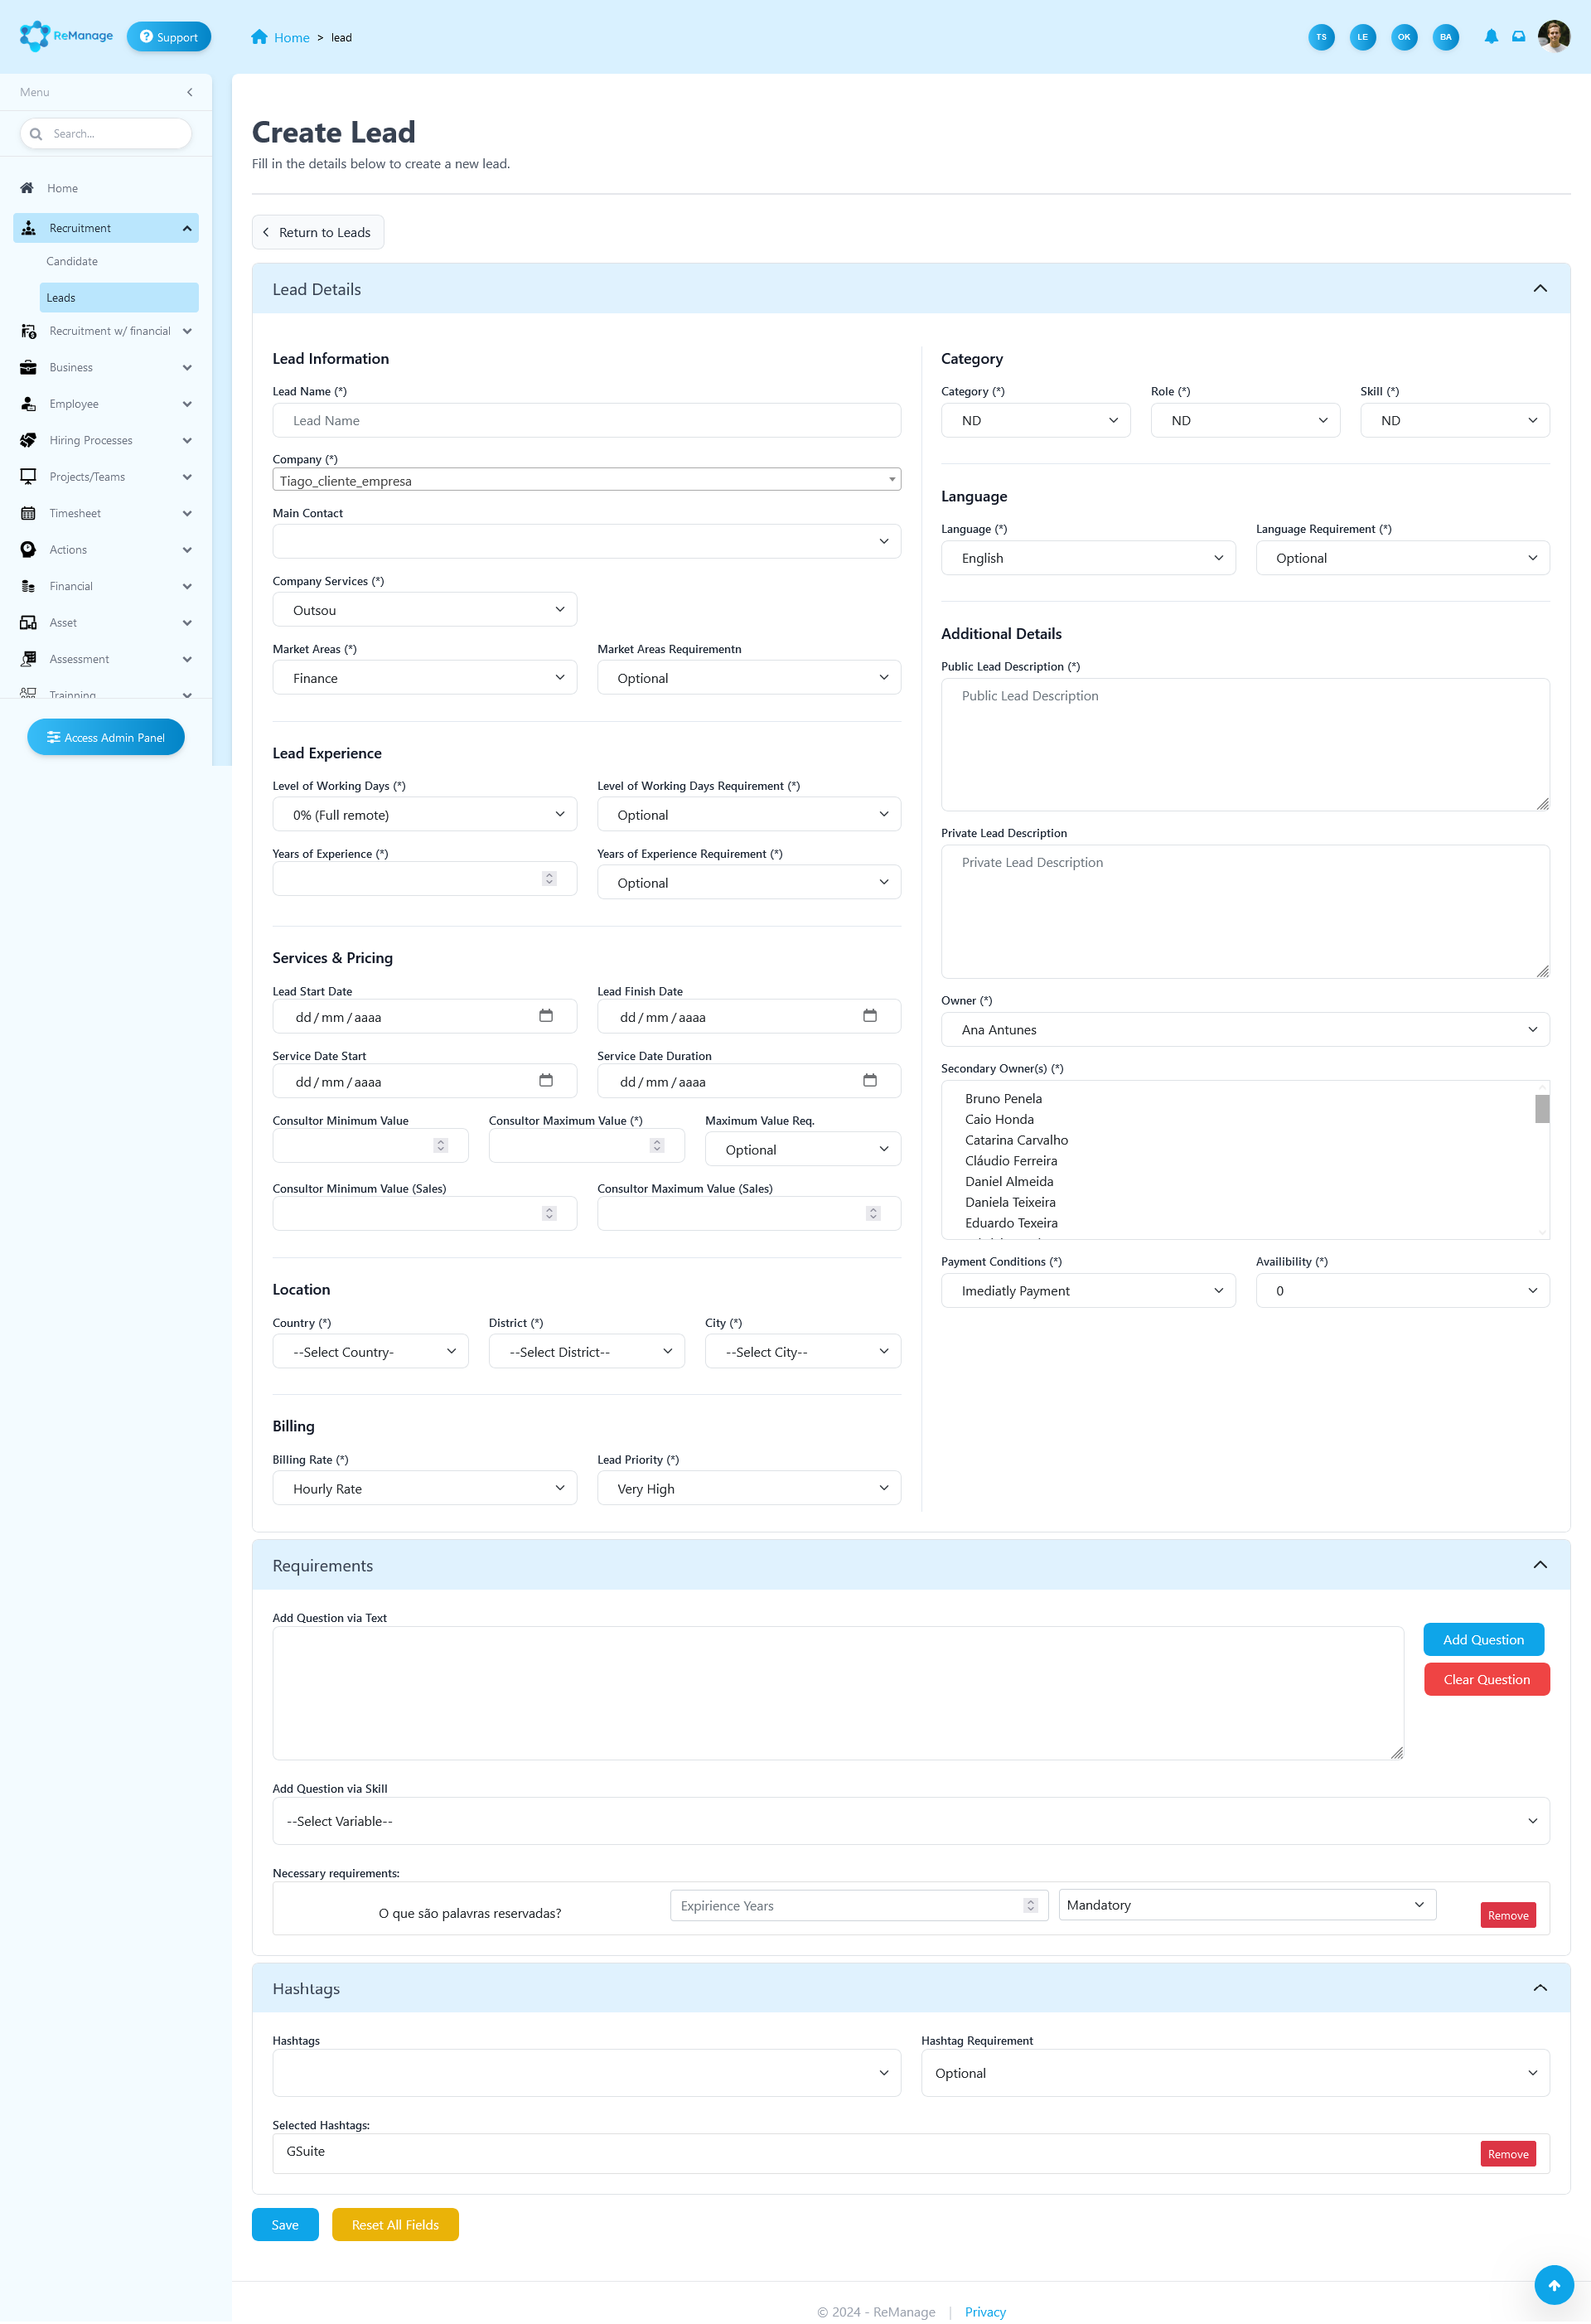 ReManage
Support
Home > lead
TS LE OK BA
Menu
Search...
Home
Recruitment
Candidate
Leads
Recruitment w/ financial
Business
Employee
Hiring Processes
Projects/Teams
Timesheet
Actions
Financial
Asset
Assessment
Trainning
Access Admin Panel
Create Lead
Fill in the details below to create a new lead.
Return to Leads
Lead Details
Lead Information
Lead Name (*)
Lead Name
Company (*)
Tiago_cliente_empresa
Main Contact
Company Services (*)
Outsou
Market Areas (*) Market Areas Requirementn
Finance Optional
Lead Experience
Level of Working Days (*) Level of Working Days Requirement (*)
0% (Full remote) Optional
Years of Experience (*) Years of Experience Requirement (*)
Optional
Services & Pricing
Lead Start Date Lead Finish Date
dd/mm/aaaa dd/mm/aaaa
Service Date Start Service Date Duration
dd/mm/aaaa dd/mm/aaaa
Consultor Minimum Value Consultor Maximum Value (*) Maximum Value Req.
Optional
Consultor Minimum Value (Sales) Consultor Maximum Value (Sales)
Location
Country (*) District (*) City (*)
--Select Country- --Select District-- --Select City--
Billing
Billing Rate (*) Lead Priority (*)
Hourly Rate Very High
Category
Category (*) Role (*) Skill (*)
ND ND ND
Language
Language (*) Language Requirement (*)
English Optional
Additional Details
Public Lead Description (*)
Public Lead Description
Private Lead Description
Private Lead Description
Owner (*)
Ana Antunes
Secondary Owner(s) (*)
Bruno Penela
Caio Honda
Catarina Carvalho
Cláudio Ferreira
Daniel Almeida
Daniela Teixeira
Eduardo Texeira
Payment Conditions (*) Availibility (*)
Imediatly Payment 0
Requirements
Add Question via Text
Add Question
Clear Question
Add Question via Skill
--Select Variable--
Necessary requirements:
O que são palavras reservadas? Expirience Years Mandatory Remove
Hashtags
Hashtags Hashtag Requirement
Optional
Selected Hashtags:
GSuite Remove
Save Reset All Fields
© 2024 - ReManage | Privacy